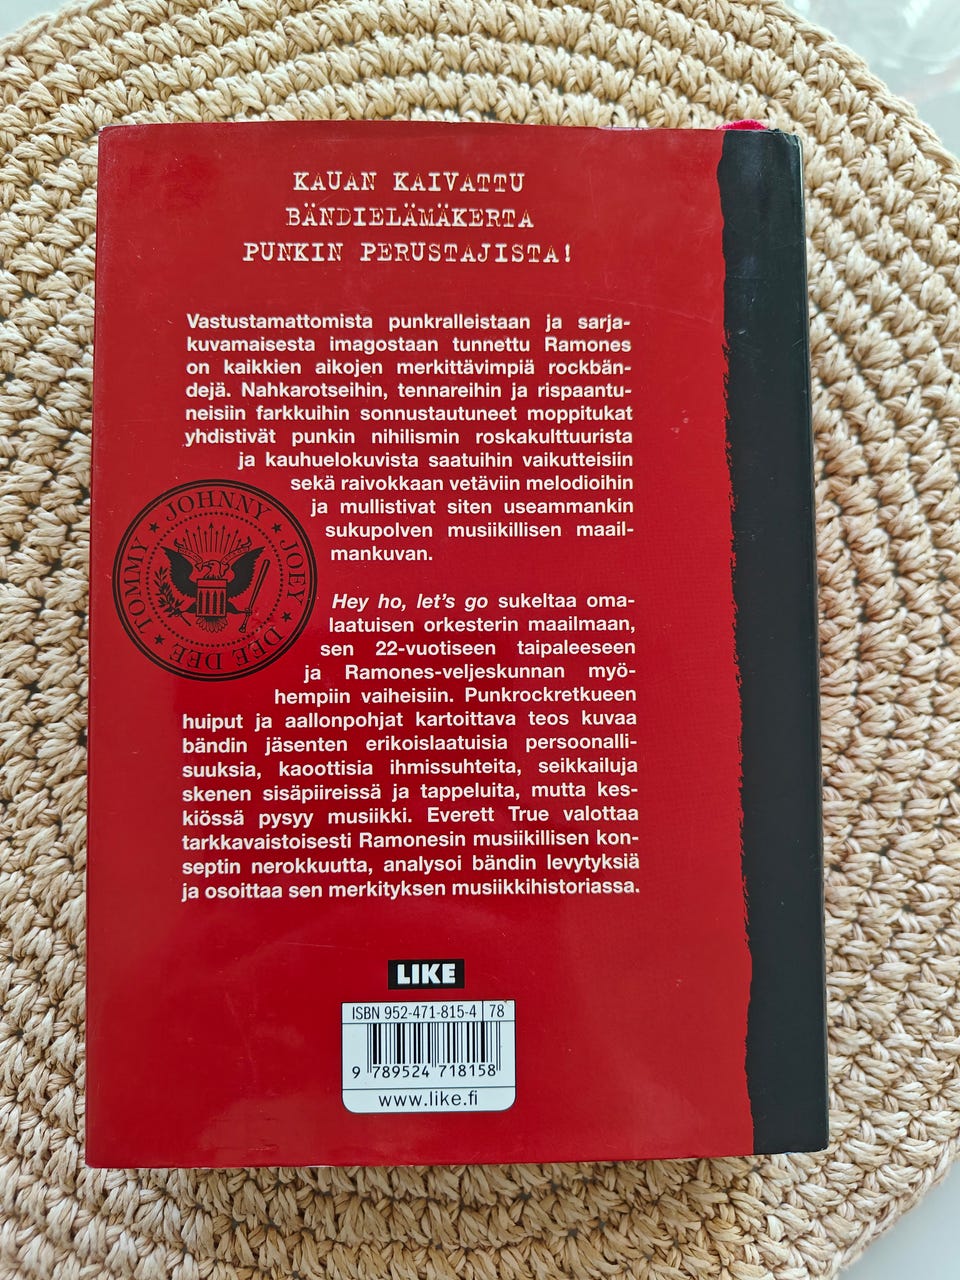 KAUAN KAIVATTU
BÄNDIELÄMÄKERTA
PUNKIN PERUSTAJISTA!
Vastustamattomista punkralleistaan ja sarja-
kuvamaisesta imagostaan tunnettu Ramones
on kaikkien aikojen merkittävimpiä rockbän-
dejä. Nahkarotseihin, tennareihin ja rispaantu-
neisiin farkkuihin sonnustautuneet moppitukat
yhdistivät punkin nihilismin roskakulttuurista
ja kauhuelokuvista saatuihin vaikutteisiin
sekä raivokkaan vetäviin melodioihin
ja mullistivat siten useammankin
sukupolven musiikillisen maail-
mankuvan.
JOHNNY JOEY DEE DEE TOMMY
Hey ho, let's go sukeltaa oma-
laatuisen orkesterin maailmaan,
sen 22-vuotiseen taipaleeseen
ja Ramones-veljeskunnan myö-
hempiin vaiheisiin. Punkrockretkueen
huiput ja aallonpohjat kartoittava teos kuvaa
bändin jäsenten erikoislaatuisia persoonalli-
suuksia, kaoottisia ihmissuhteita, seikkailuja
skenen sisäpiireissä ja tappeluita, mutta kes-
kiössä pysyy musiikki. Everett True valottaa
tarkkavaistoisesti Ramonesin musiikillisen kon-
septin nerokkuutta, analysoi bändin levytyksiä
ja osoittaa sen merkityksen musiikkihistoriassa.
LIKE
ISBN 952-471-815-4 78
9 789524 718158
www.like.fi